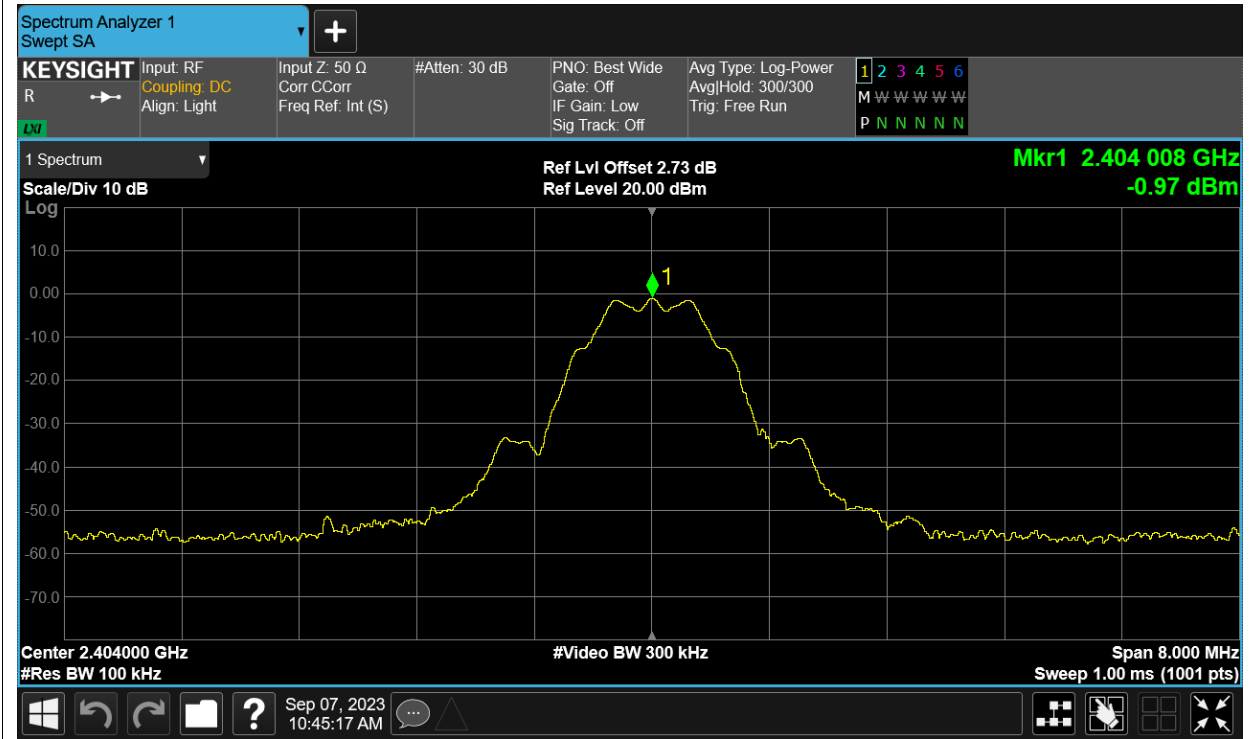 Spectrum Analyzer 1
Swept SA
KEYSIGHT
R
LXI
Input: RF
Coupling: DC
Align: Light
Input Z: 50 Ω
Corr CCorr
Freq Ref: Int (S)
#Atten: 30 dB
PNO: Best Wide
Gate: Off
IF Gain: Low
Sig Track: Off
Avg Type: Log-Power
Avg|Hold: 300/300
Trig: Free Run
1 2 3 4 5 6
M W W W W W
P N N N N N
1 Spectrum
Scale/Div 10 dB
Log
Ref Lvl Offset 2.73 dB
Ref Level 20.00 dBm
Mkr1 2.404 008 GHz
-0.97 dBm
10.0
0.00
-10.0
-20.0
-30.0
-40.0
-50.0
-60.0
-70.0
1
Center 2.404000 GHz
#Res BW 100 kHz
#Video BW 300 kHz
Span 8.000 MHz
Sweep 1.00 ms (1001 pts)
?
Sep 07, 2023
10:45:17 AM